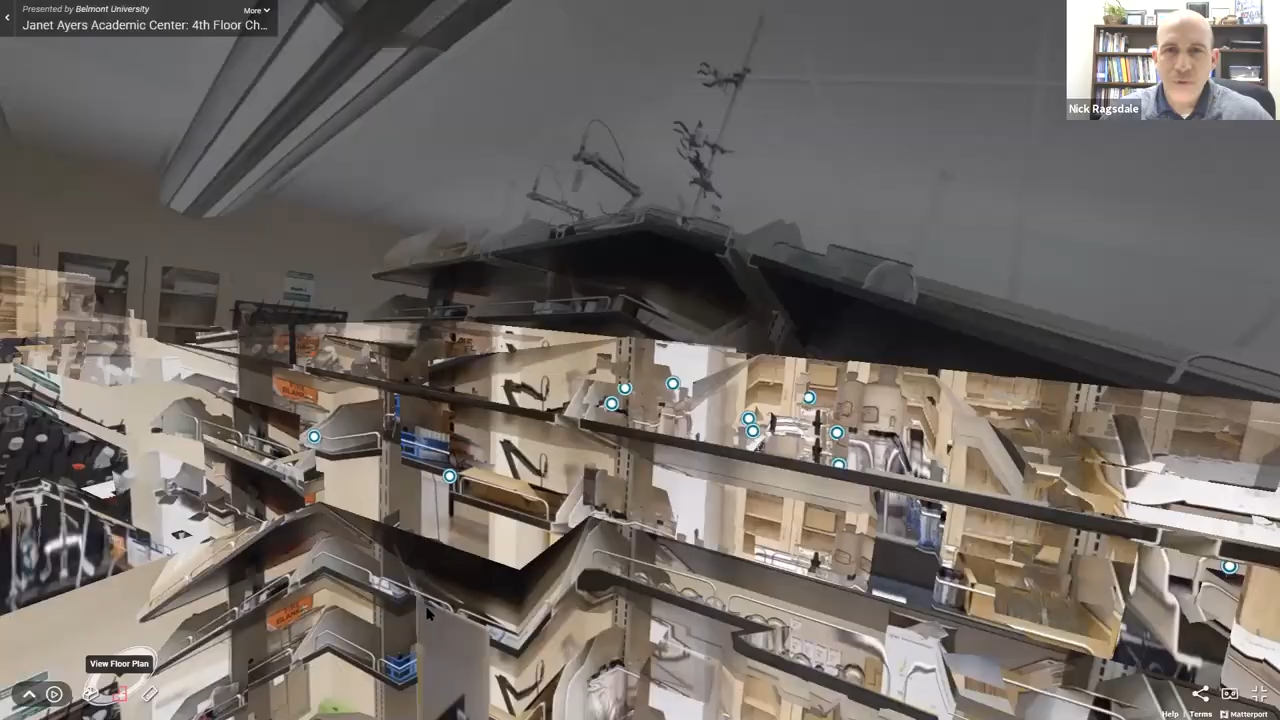 Presented by Belmont University
More
Janet Ayers Academic Center: 4th Floor Ch...
Nick Ragsdale
View Floor Plan
Help | Terms
Matterport